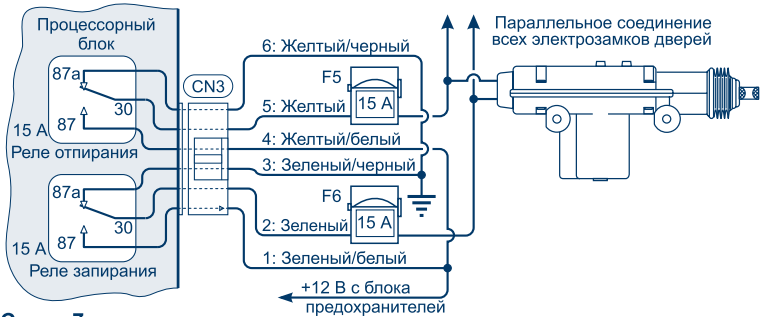 Процессорный
блок
87а
30
87
15 А
Реле отпирания
87а
30
87
15 А
Реле запирания
CN3
6: Желтый/черный
F5
15 А
5: Желтый
4: Желтый/белый
3: Зеленый/черный
F6
15 А
2: Зеленый
1: Зеленый/белый
+12 В с блока
предохранителей
Параллельное соединение
всех электрозамков дверей